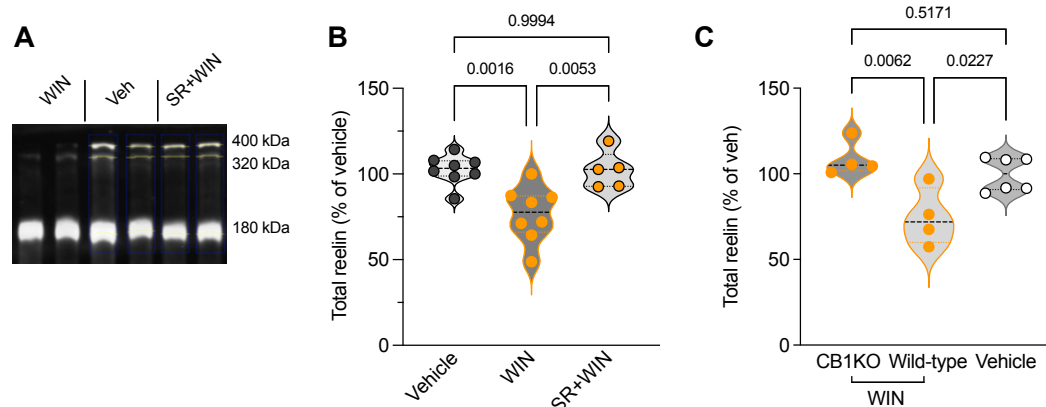 A
WIN
Veh
SR+WIN
400 kDa
320 kDa
180 kDa
B
0.9994
0.0016
0.0053
Total reelin (% of vehicle)
150
100
50
0
Vehicle
WIN
SR+WIN
C
0.5171
0.0062
0.0227
Total reelin (% of veh)
150
100
50
0
CB1KO Wild-type Vehicle
WIN